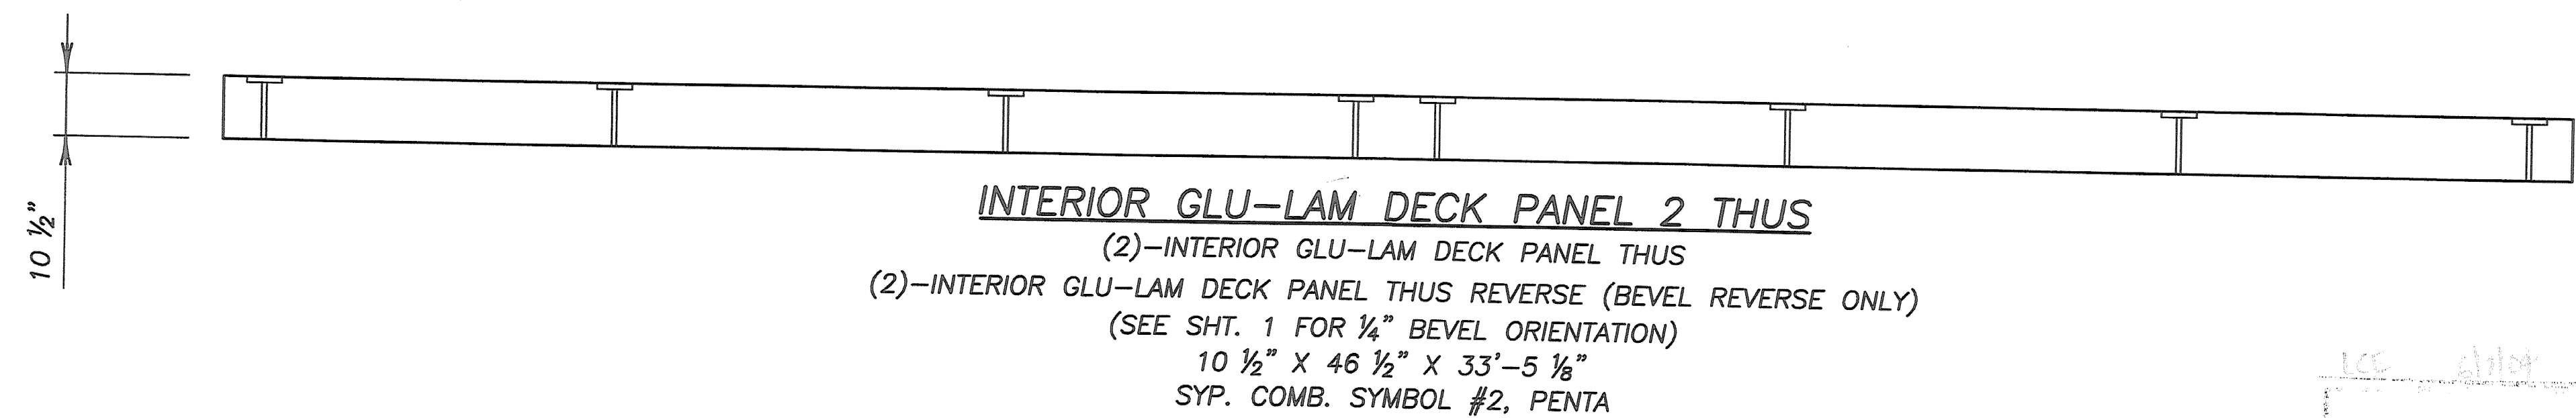 10 ½"
INTERIOR GLU-LAM DECK PANEL 2 THUS
(2)-INTERIOR GLU-LAM DECK PANEL THUS
(2)-INTERIOR GLU-LAM DECK PANEL THUS REVERSE (BEVEL REVERSE ONLY)
(SEE SHT. 1 FOR ¼" BEVEL ORIENTATION)
10 ½" X 46 ½" X 33'-5 ⅛"
SYP. COMB. SYMBOL #2, PENTA
LCE